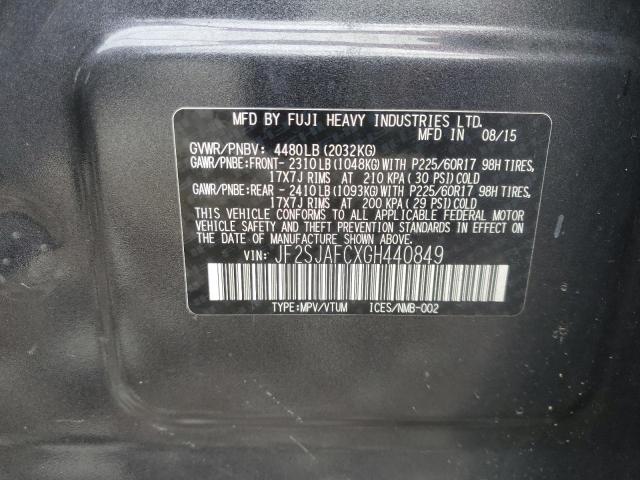 MFD BY FUJI HEAVY INDUSTRIES LTD.
MFD IN 08/15
GVWR/PNBV: 4480LB (2032KG)
GAWR/PNBE:FRONT- 2310LB (1048KG) WITH P225/60R17 98H TIRES,
17X7J RIMS AT 210 KPA ( 30 PSI) COLD
GAWR/PNBE:REAR - 2410LB (1093KG) WITH P225/60R17 98H TIRES,
17X7J RIMS AT 200 KPA ( 29 PSI) COLD
THIS VEHICLE CONFORMS TO ALL APPLICABLE FEDERAL MOTOR
VEHICLE SAFETY AND THEFT PREVENTION STANDARDS IN EFFECT
ON THE DATE OF MANUFACTURE SHOWN ABOVE.
VIN: JF2SJAFCXGH440849
TYPE:MPV/VTUM ICES/NMB-002